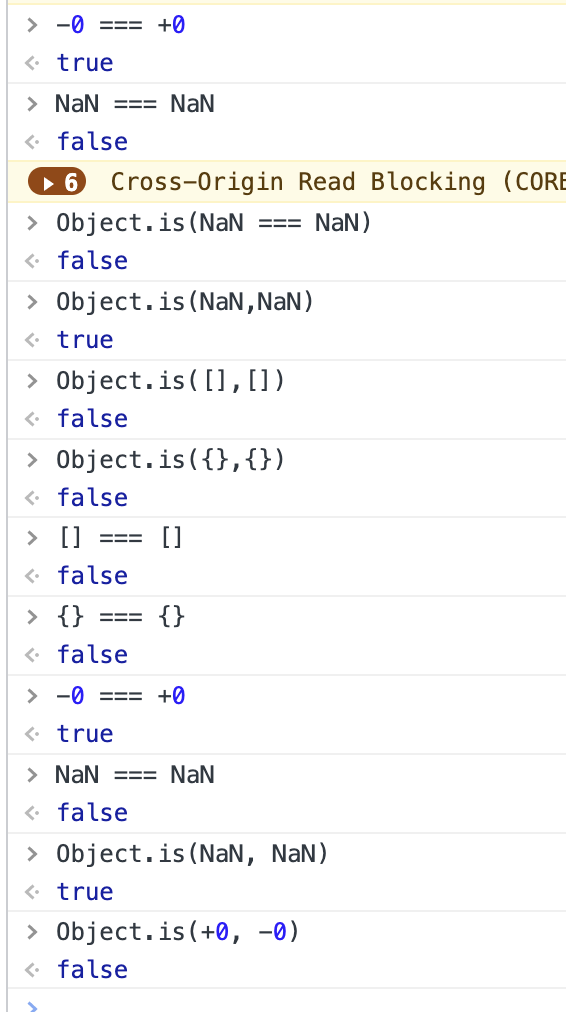 > -0 === +0
<· true
> NaN === NaN
<· false
▶ 6 Cross-Origin Read Blocking (CORB
> Object.is(NaN === NaN)
<· false
> Object.is(NaN,NaN)
<· true
> Object.is([],[])
<· false
> Object.is({},{})
<· false
> [] === []
<· false
> {} === {}
<· false
> -0 === +0
<· true
> NaN === NaN
<· false
> Object.is(NaN, NaN)
<· true
> Object.is(+0, -0)
<· false
>